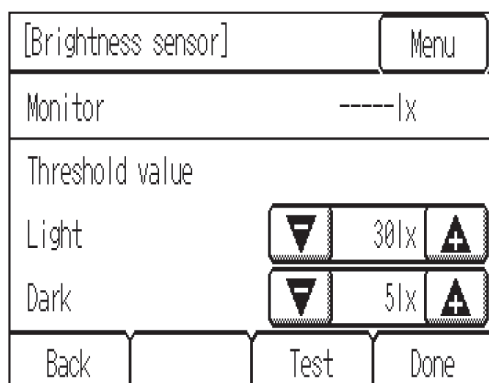 [Brightness sensor] Menu
Monitor -----lx
Threshold value
Light 30lx
Dark 5lx
Back Test Done